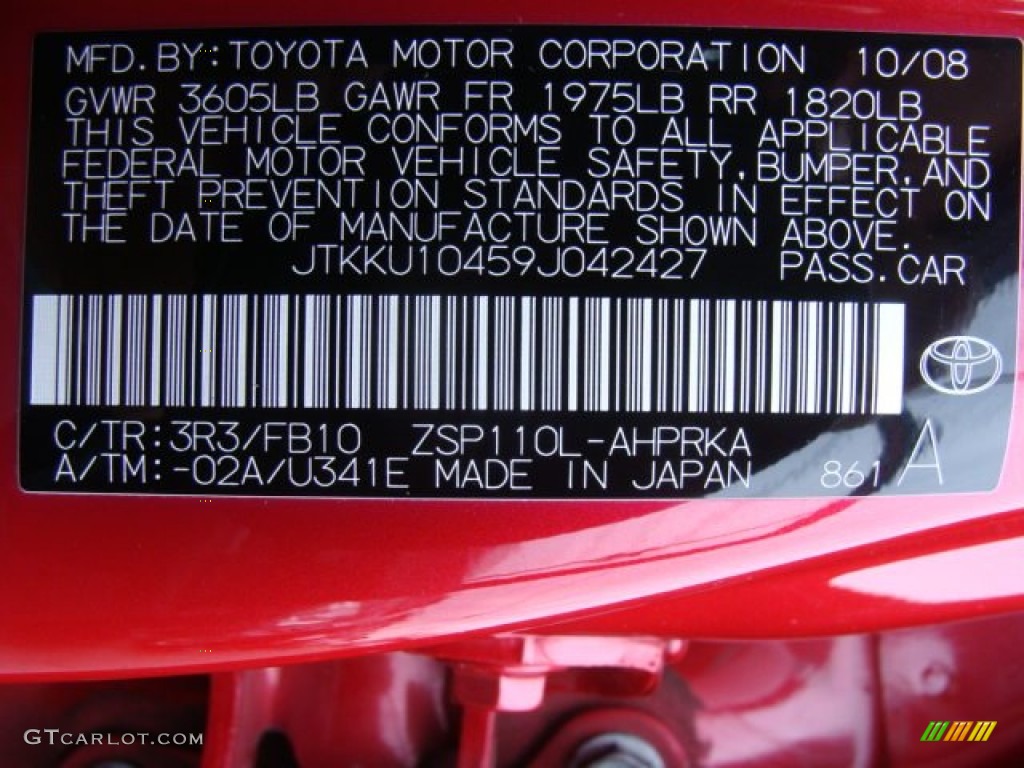 MFD.BY:TOYOTA MOTOR CORPORATION 10/08
GVWR 3605LB GAWR FR 1975LB RR 1820LB
THIS VEHICLE CONFORMS TO ALL APPLICABLE
FEDERAL MOTOR VEHICLE SAFETY,BUMPER,AND
THEFT PREVENTION STANDARDS IN EFFECT ON
THE DATE OF MANUFACTURE SHOWN ABOVE.
JTKKU10459J042427 PASS.CAR
C/TR:3R3/FB10 ZSP110L-AHPRKA
A/TM:-02A/U341E MADE IN JAPAN 861 A
GTCARLOT.COM